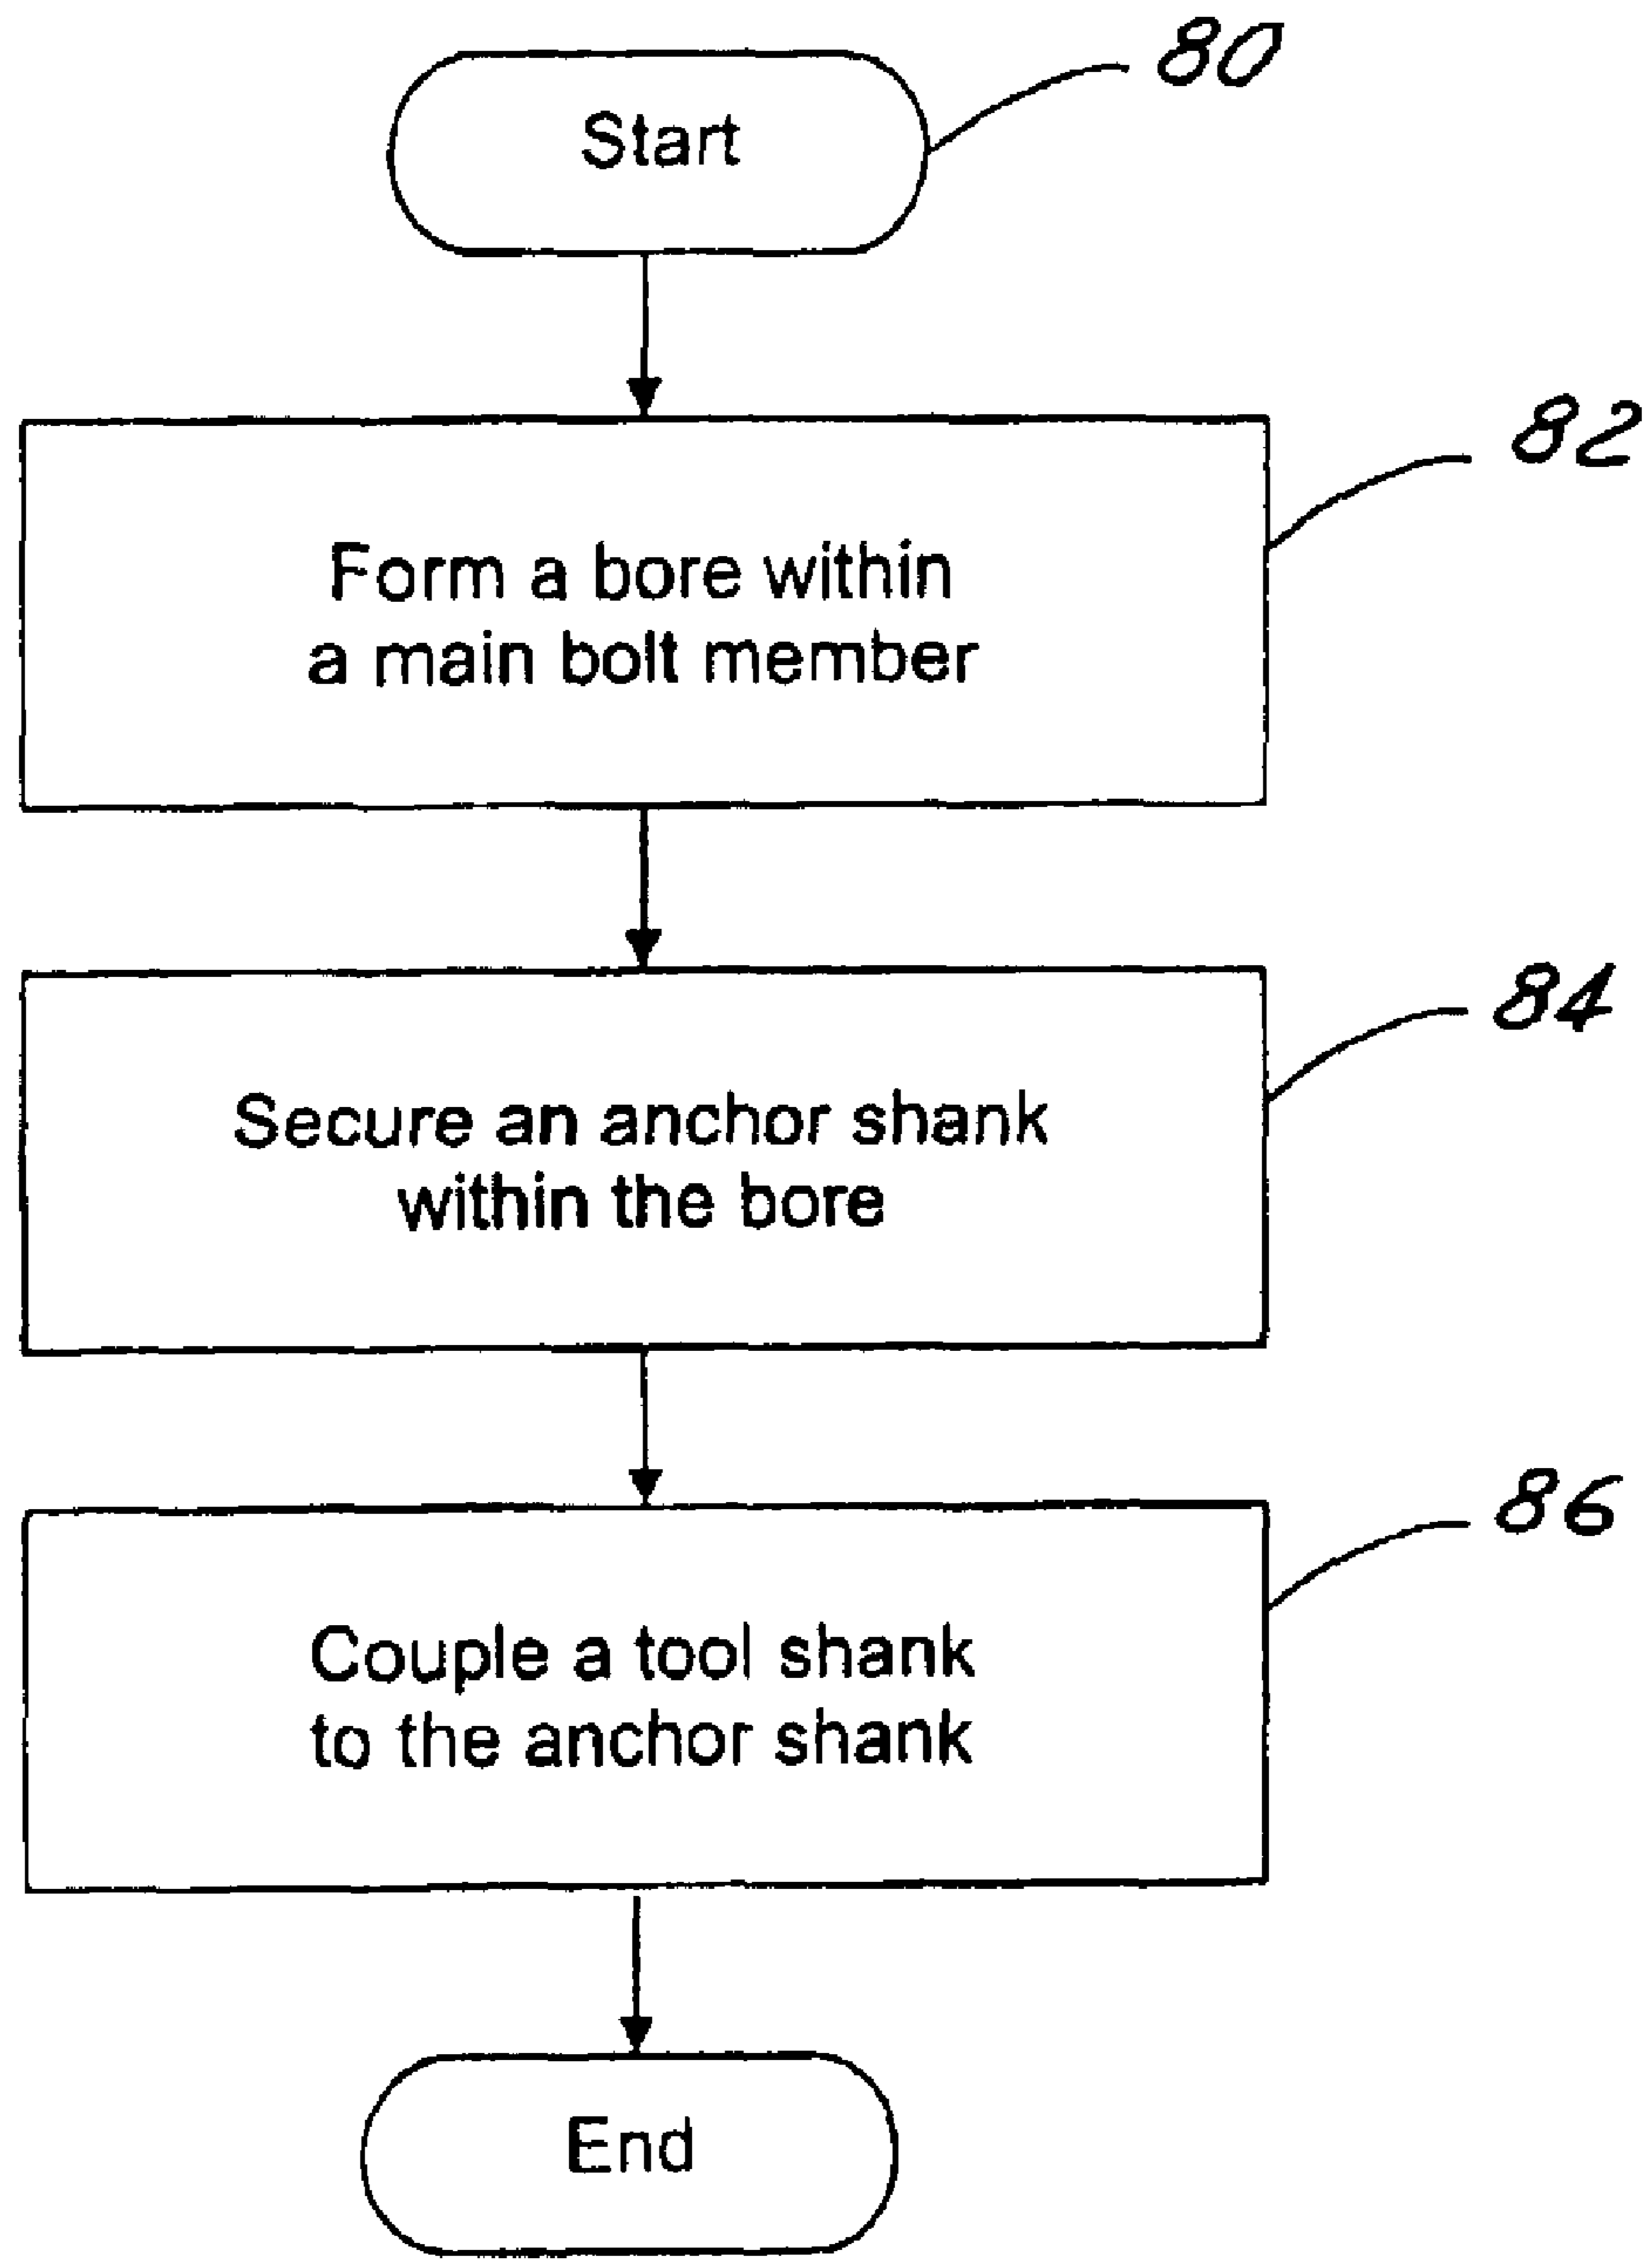 Start
80
Form a bore within
a main bolt member
82
Secure an anchor shank
within the bore
84
Couple a tool shank
to the anchor shank
86
End